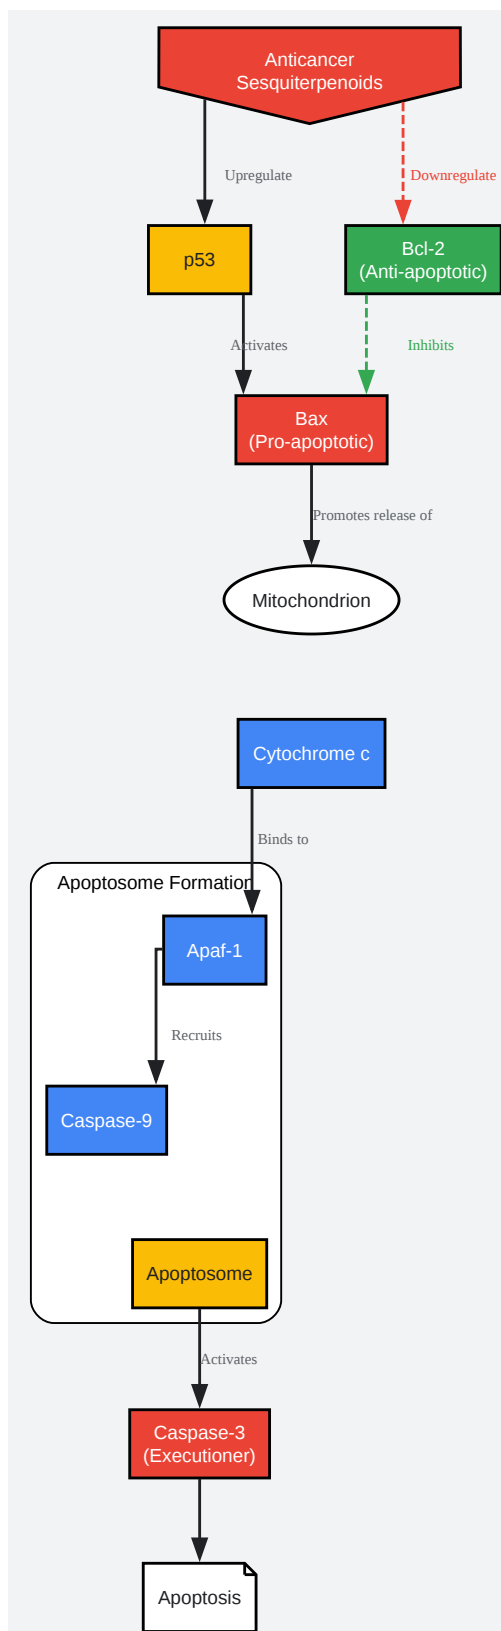 Anticancer
Sesquiterpenoids
Upregulate
Downregulate
p53
Bcl-2
(Anti-apoptotic)
Activates
Inhibits
Bax
(Pro-apoptotic)
Promotes release of
Mitochondrion
Cytochrome c
Binds to
Apoptosome Formation
Apaf-1
Recruits
Caspase-9
Apoptosome
Activates
Caspase-3
(Executioner)
Apoptosis